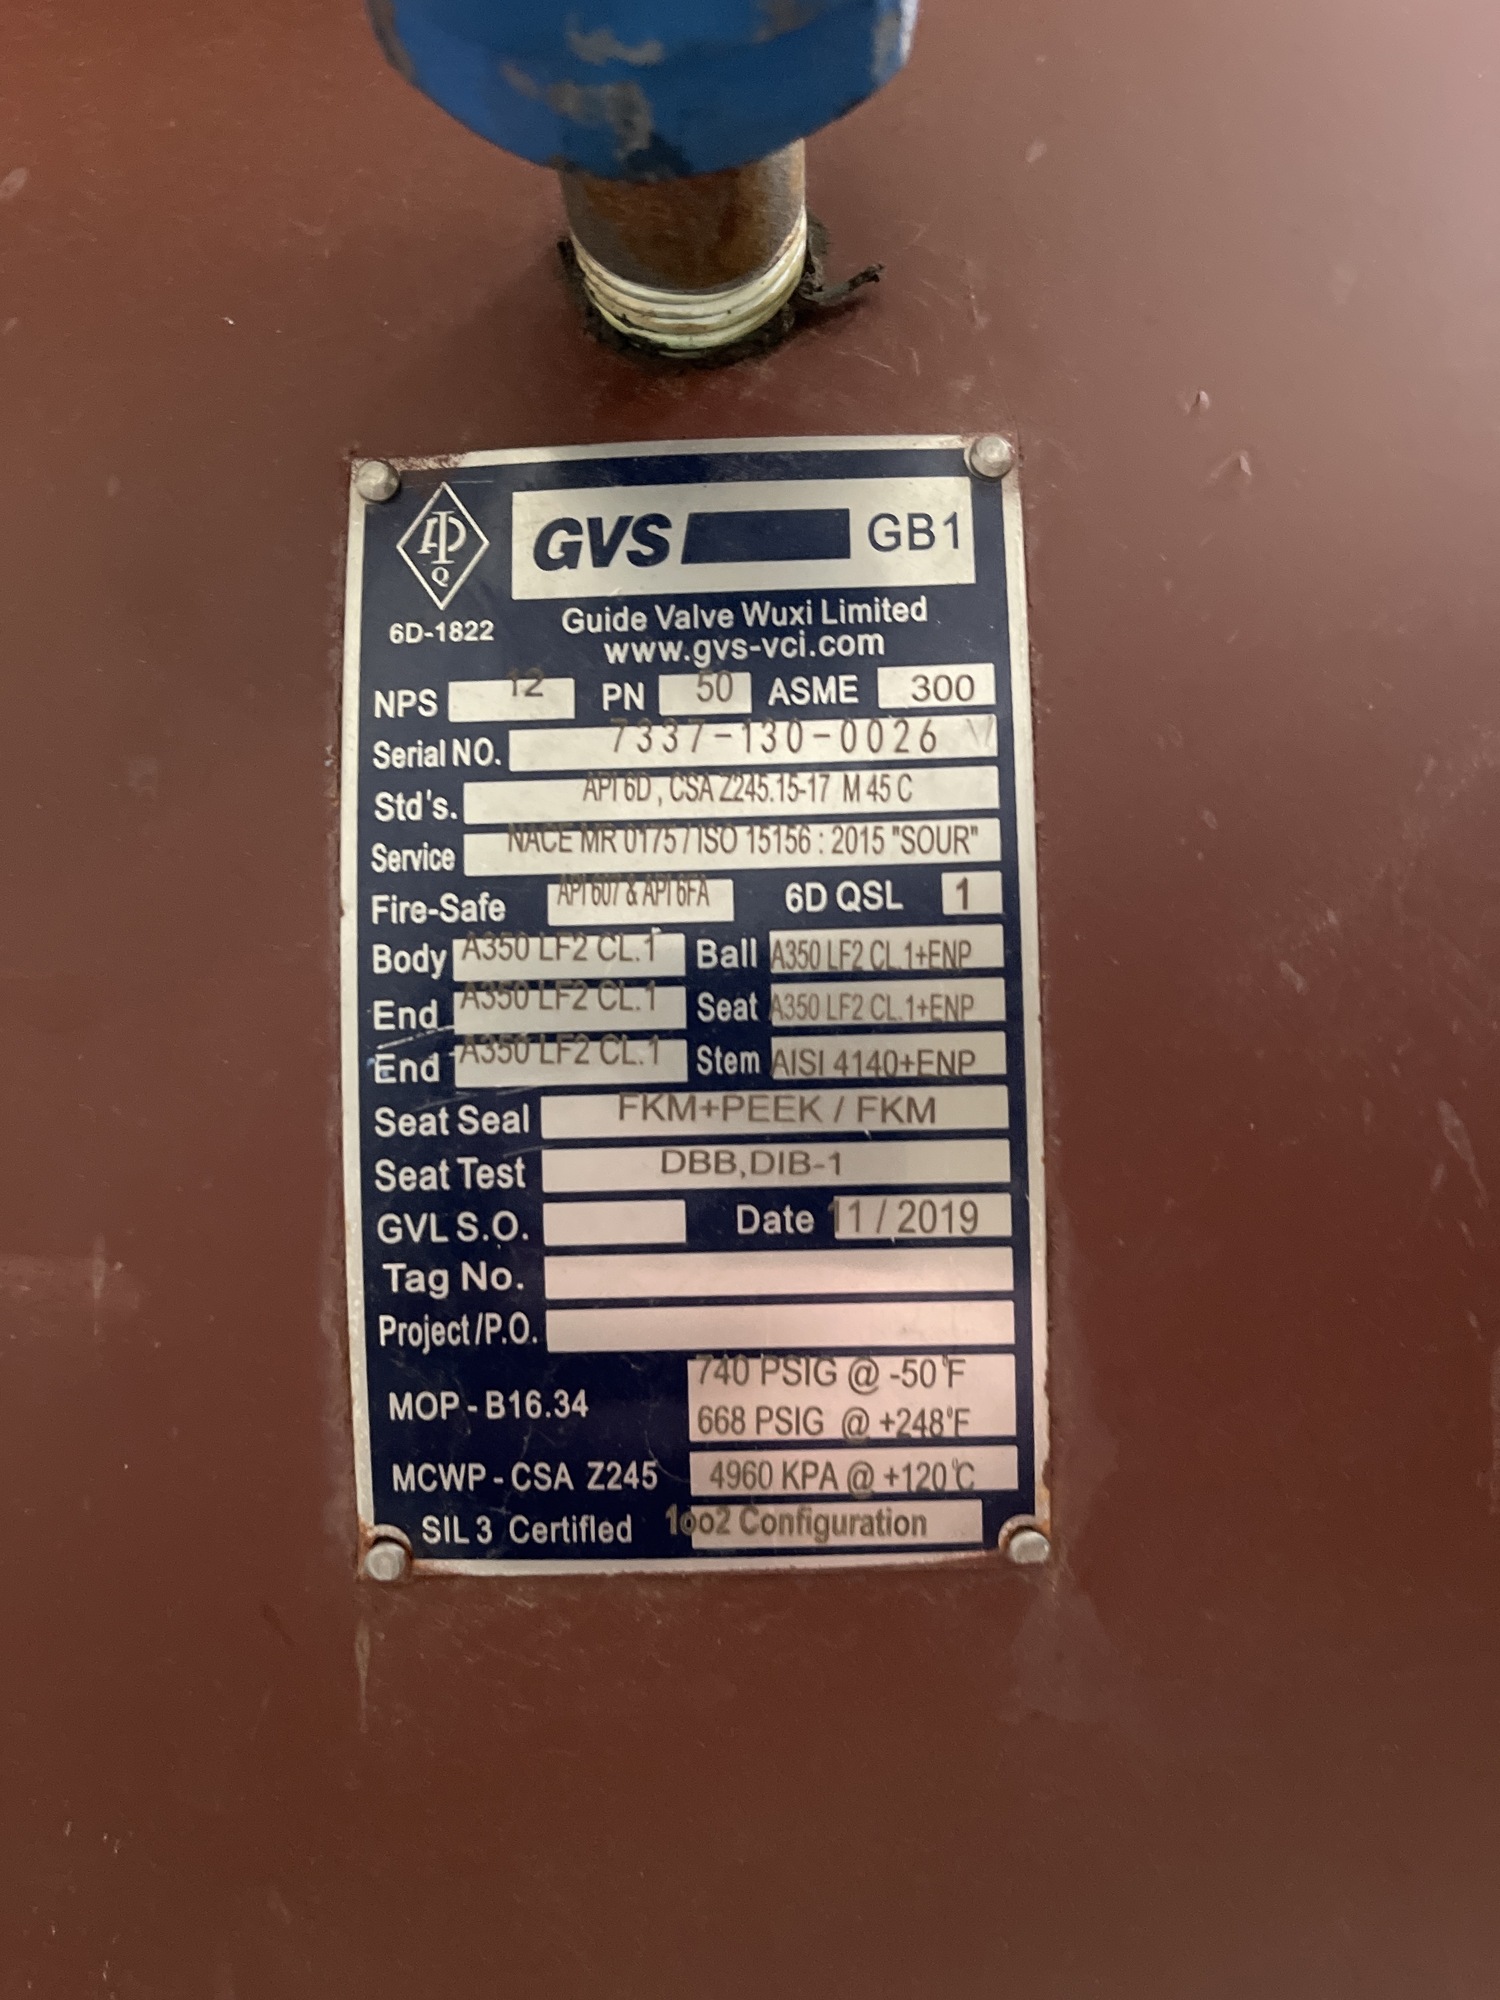 GVS GB1
6D-1822
Guide Valve Wuxi Limited
www.gvs-vci.com
NPS 12 PN 50 ASME 300
Serial NO. 7337-130-0026
Std's. API 6D, CSA Z245.15-17 M 45 C
Service NACE MR 0175 / ISO 15156 : 2015 "SOUR"
Fire-Safe API 607 & API 6FA 6D QSL 1
Body A350 LF2 CL.1 Ball A350 LF2 CL.1+ENP
End A350 LF2 CL.1 Seat A350 LF2 CL.1+ENP
End A350 LF2 CL.1 Stem AISI 4140+ENP
Seat Seal FKM+PEEK / FKM
Seat Test DBB,DIB-1
GVL S.O. Date 11 / 2019
Tag No.
Project/P.O.
MOP - B16.34 740 PSIG @ -50°F
668 PSIG @ +248°F
MCWP - CSA Z245 4960 KPA @ +120°C
SIL 3 Certified 1oo2 Configuration